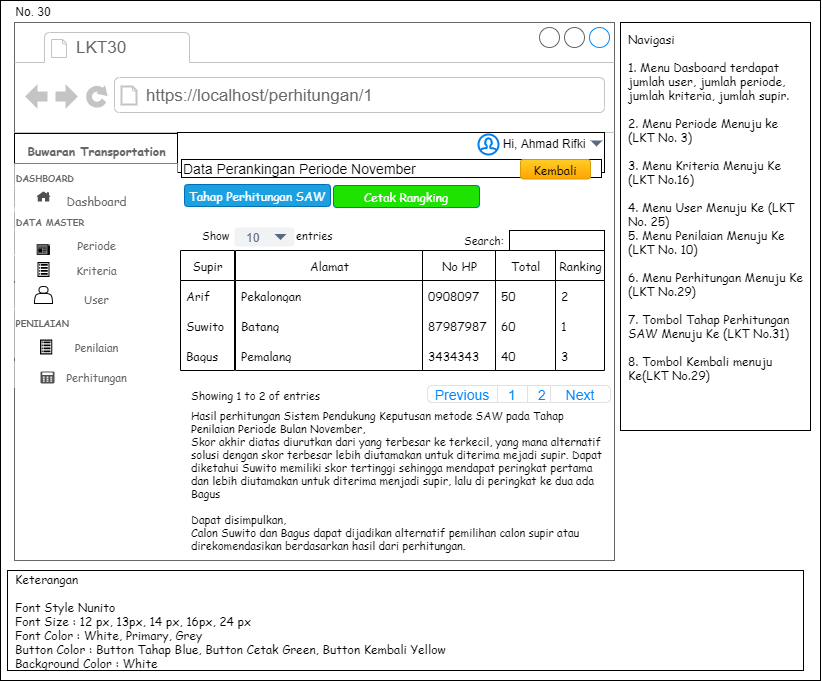 No. 30
LKT30
https://localhost/perhitungan/1
Buwaran Transportation
Hi, Ahmad Rifki
Data Perankingan Periode November
Kembali
DASHBOARD
Dashboard
DATA MASTER
Periode
Kriteria
User
PENILAIAN
Penilaian
Perhitungan
Tahap Perhitungan SAW
Cetak Rangking
Show 10 entries
Search:
Supir Alamat No HP Total Ranking
Arif Pekalongan 0908097 50 2
Suwito Batang 87987987 60 1
Bagus Pemalang 3434343 40 3
Showing 1 to 2 of entries
Previous 1 2 Next
Hasil perhitungan Sistem Pendukung Keputusan metode SAW pada Tahap
Penilaian Periode Bulan November,
Skor akhir diatas diurutkan dari yang terbesar ke terkecil, yang mana alternatif
solusi dengan skor terbesar lebih diutamakan untuk diterima mejadi supir. Dapat
diketahui Suwito memiliki skor tertinggi sehingga mendapat peringkat pertama
dan lebih diutamakan untuk diterima menjadi supir, lalu di peringkat ke dua ada
Bagus
Dapat disimpulkan,
Calon Suwito dan Bagus dapat dijadikan alternatif pemilihan calon supir atau
direkomendasikan berdasarkan hasil dari perhitungan.
Navigasi
1. Menu Dasboard terdapat
jumlah user, jumlah periode,
jumlah kriteria, jumlah supir.
2. Menu Periode Menuju ke
(LKT No. 3)
3. Menu Kriteria Menuju Ke
(LKT No.16)
4. Menu User Menuju Ke (LKT
No. 25)
5. Menu Penilaian Menuju Ke
(LKT No. 10)
6. Menu Perhitungan Menuju Ke
(LKT No.29)
7. Tombol Tahap Perhitungan
SAW Menuju Ke (LKT No.31)
8. Tombol Kembali menuju
Ke(LKT No.29)
Keterangan
Font Style Nunito
Font Size : 12 px, 13px, 14 px, 16px, 24 px
Font Color : White, Primary, Grey
Button Color : Button Tahap Blue, Button Cetak Green, Button Kembali Yellow
Background Color : White